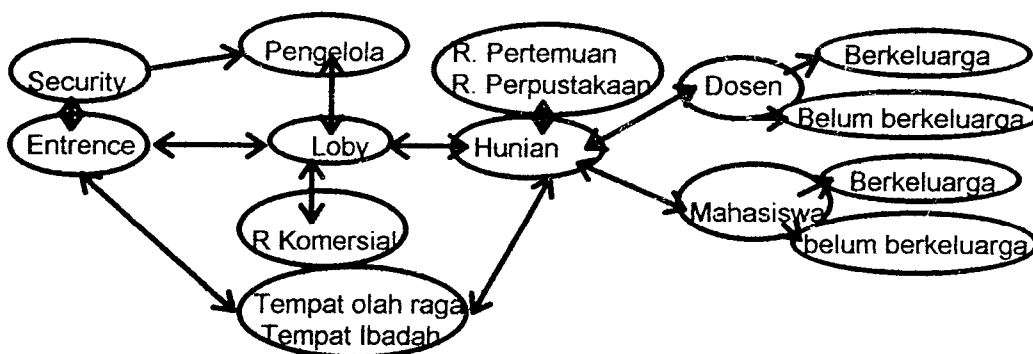 Security
Pengelola
R. Pertemuan
R. Perpustakaan
Dosen
Berkeluarga
Belum berkeluarga
Entrence
Loby
Hunian
Mahasiswa
Berkeluarga
belum berkeluarga
R Komersial
Tempat olah raga
Tempat Ibadah